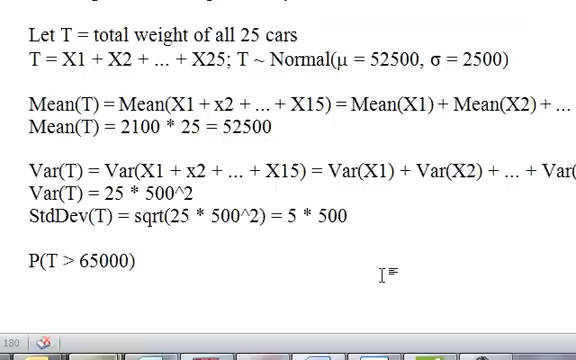 Let T = total weight of all 25 cars
T = X1 + X2 + ... + X25; T ~ Normal(μ = 52500, σ = 2500)
Mean(T) = Mean(X1 + x2 + ... + X15) = Mean(X1) + Mean(X2) + ...
Mean(T) = 2100 * 25 = 52500
Var(T) = Var(X1 + x2 + ... + X15) = Var(X1) + Var(X2) + ... + Var(
Var(T) = 25 * 500^2
StdDev(T) = sqrt(25 * 500^2) = 5 * 500
P(T > 65000)
180